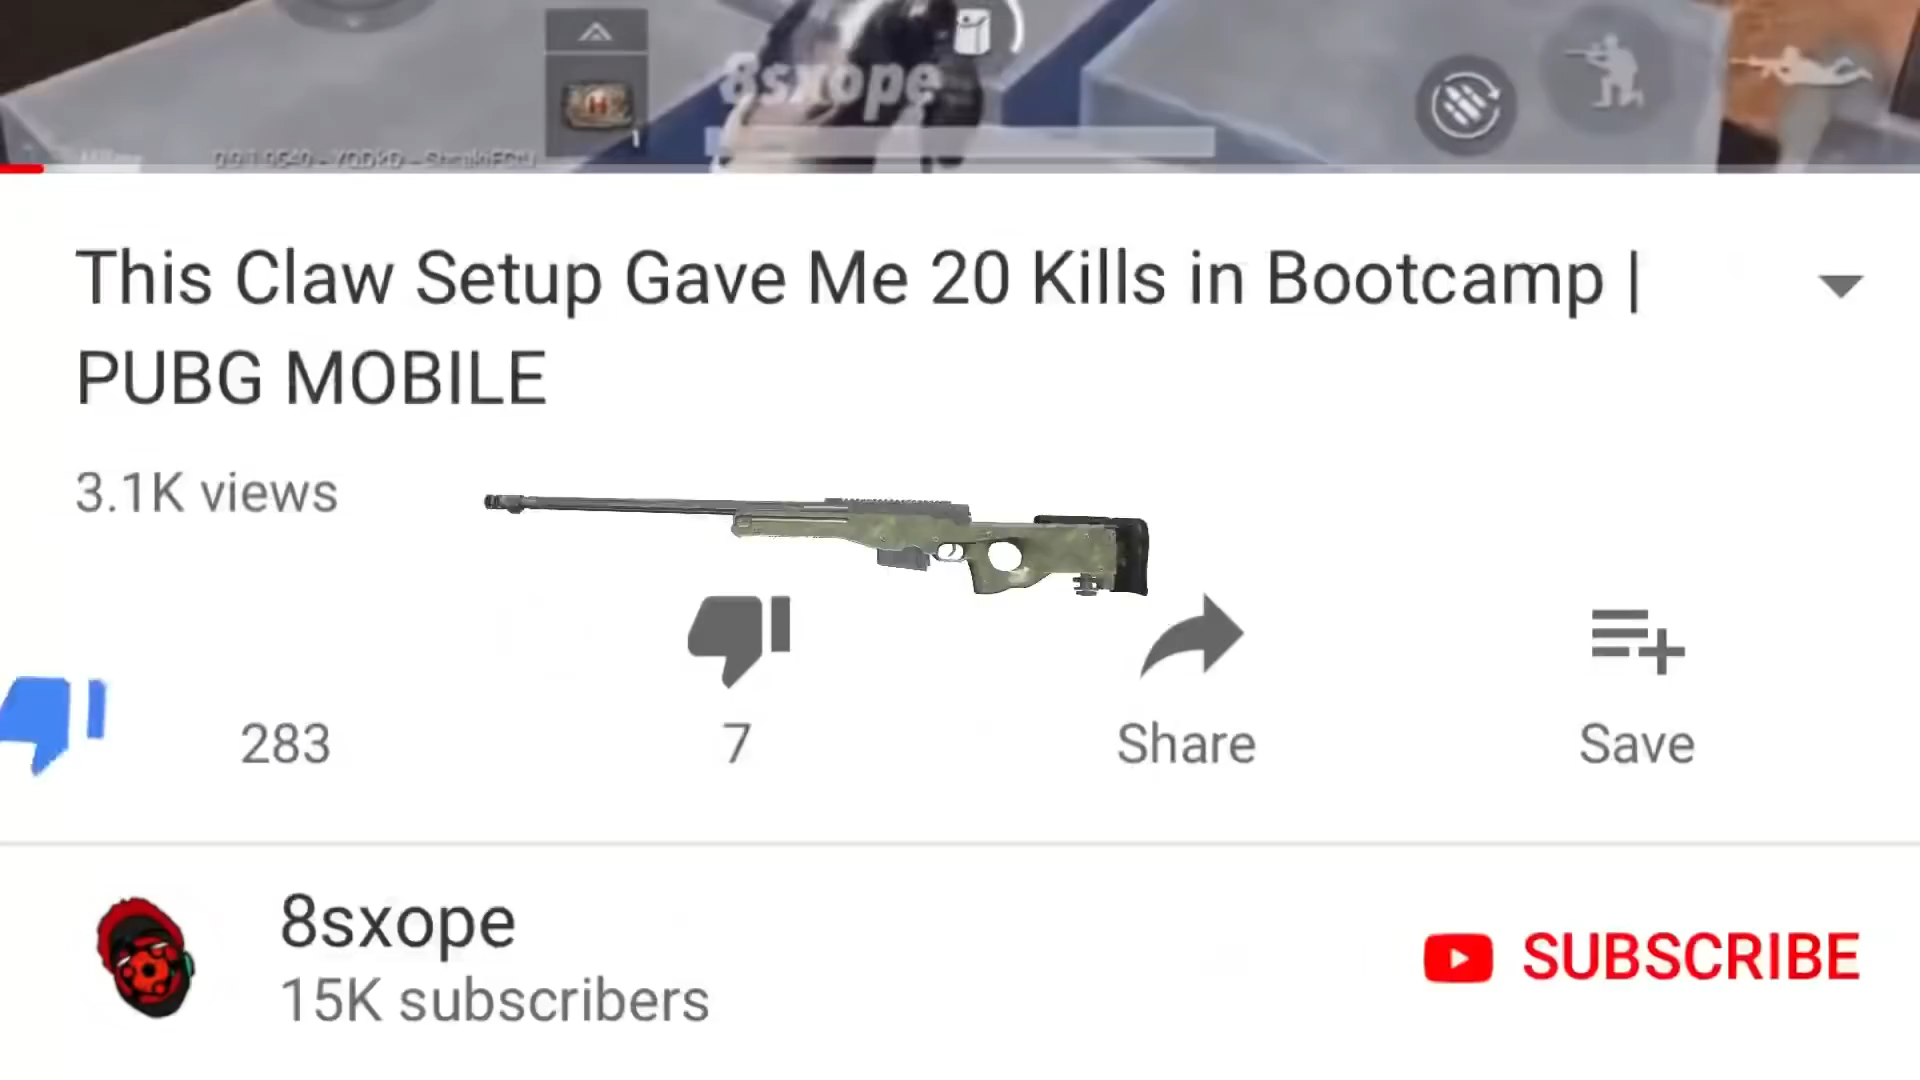 8sxope
1
This Claw Setup Gave Me 20 Kills in Bootcamp |
PUBG MOBILE
3.1K views
283
7
Share
Save
8sxope
15K subscribers
SUBSCRIBE